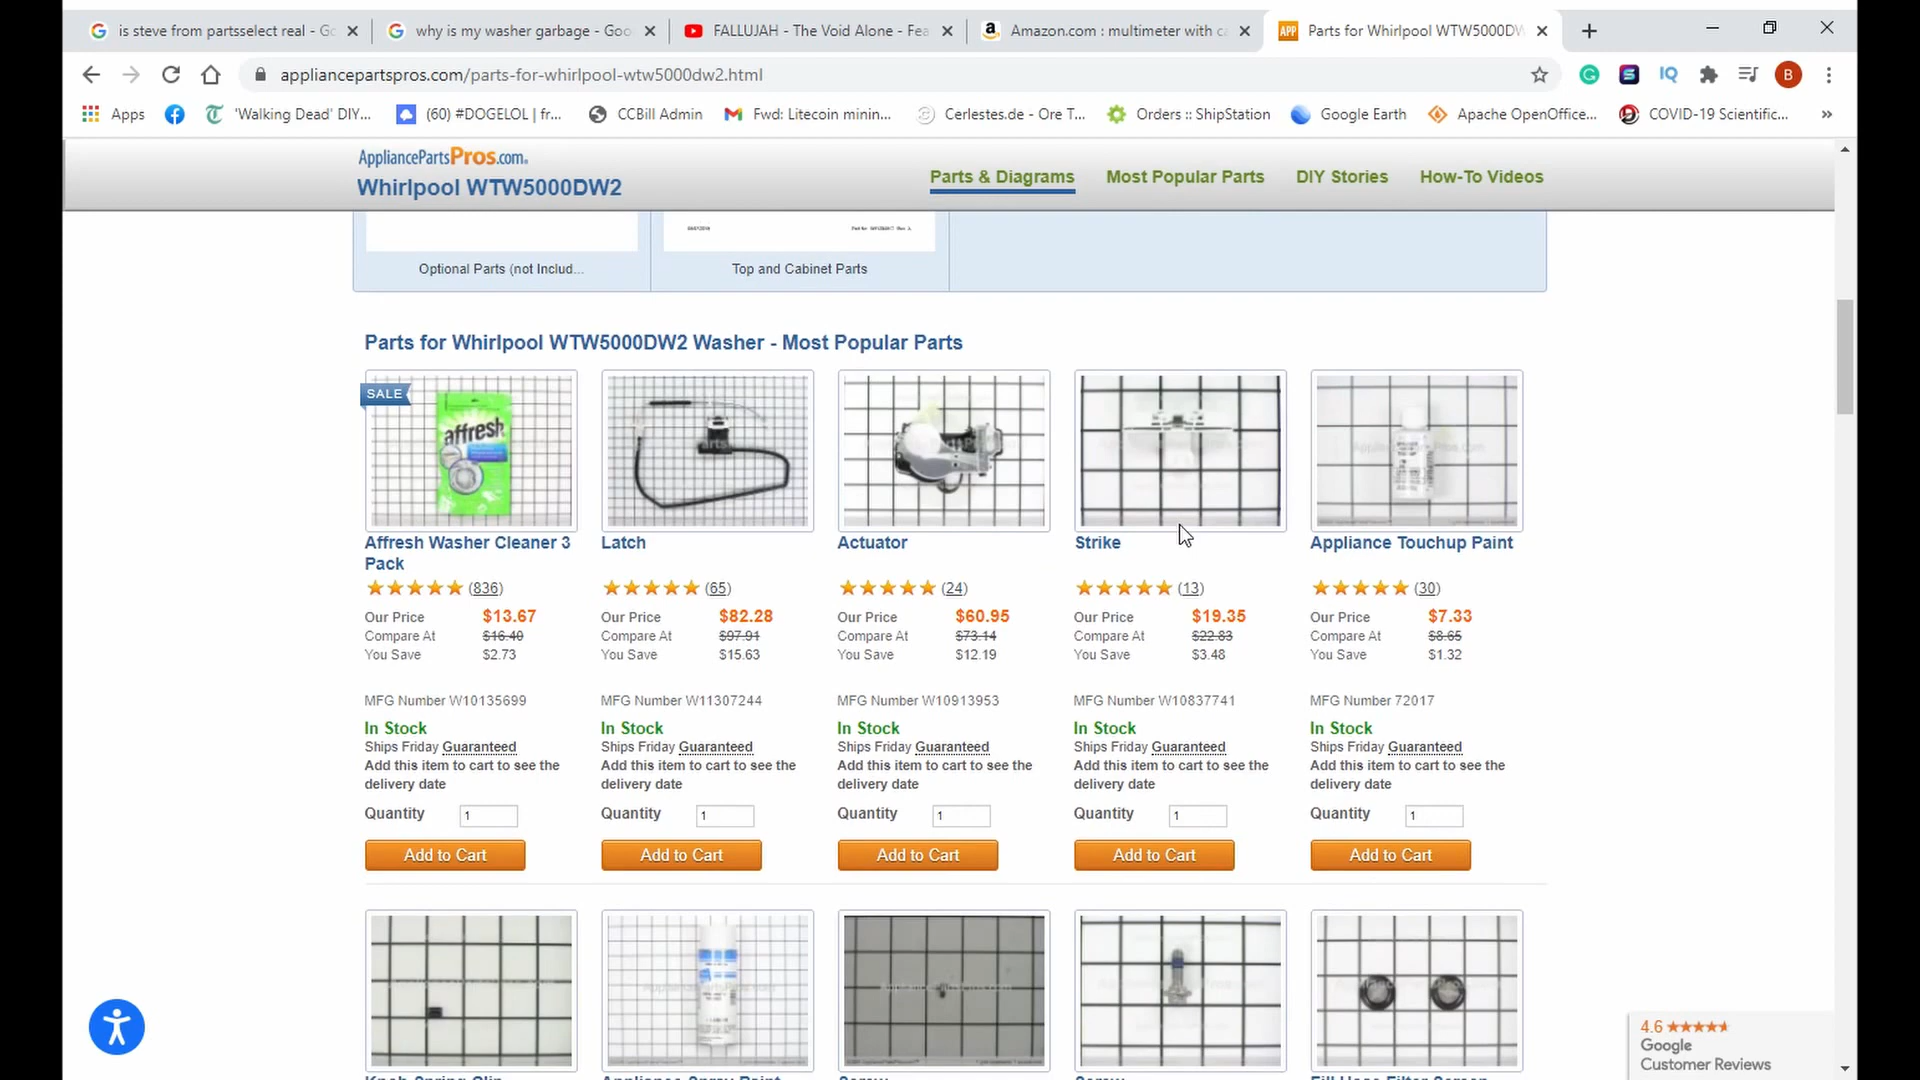 is steve from partsselect real - Go
why is my washer garbage - Goo
FALLUJAH - The Void Alone - Fea
Amazon.com : multimeter with ca
Parts for Whirlpool WTW5000DW
appliancepartspros.com/parts-for-whirlpool-wtw5000dw2.html
B
Apps
'Walking Dead' DIY...
(60) #DOGELOL | fr...
CCBill Admin
Fwd: Litecoin minin...
Cerlestes.de - Ore T...
Orders :: ShipStation
Google Earth
Apache OpenOffice...
COVID-19 Scientific...
»
AppliancePartsPros.com
Whirlpool WTW5000DW2
Parts & Diagrams
Most Popular Parts
DIY Stories
How-To Videos
Optional Parts (not Includ...
Top and Cabinet Parts
Parts for Whirlpool WTW5000DW2 Washer - Most Popular Parts
SALE
affresh
Affresh Washer Cleaner 3
Pack
(836)
Our Price $13.67
Compare At $16.40
You Save $2.73
MFG Number W10135699
In Stock
Ships Friday Guaranteed
Add this item to cart to see the
delivery date
Quantity 1
Add to Cart
Latch
(65)
Our Price $82.28
Compare At $97.91
You Save $15.63
MFG Number W11307244
In Stock
Ships Friday Guaranteed
Add this item to cart to see the
delivery date
Quantity 1
Add to Cart
Actuator
(24)
Our Price $60.95
Compare At $73.14
You Save $12.19
MFG Number W10913953
In Stock
Ships Friday Guaranteed
Add this item to cart to see the
delivery date
Quantity 1
Add to Cart
Strike
(13)
Our Price $19.35
Compare At $22.83
You Save $3.48
MFG Number W10837741
In Stock
Ships Friday Guaranteed
Add this item to cart to see the
delivery date
Quantity 1
Add to Cart
Appliance Touchup Paint
(30)
Our Price $7.33
Compare At $8.65
You Save $1.32
MFG Number 72017
In Stock
Ships Friday Guaranteed
Add this item to cart to see the
delivery date
Quantity 1
Add to Cart
Knob Spring Clip
Appliance Spray Paint
Screw
Screw
Fill Hose Filter Screen
4.6
Google
Customer Reviews